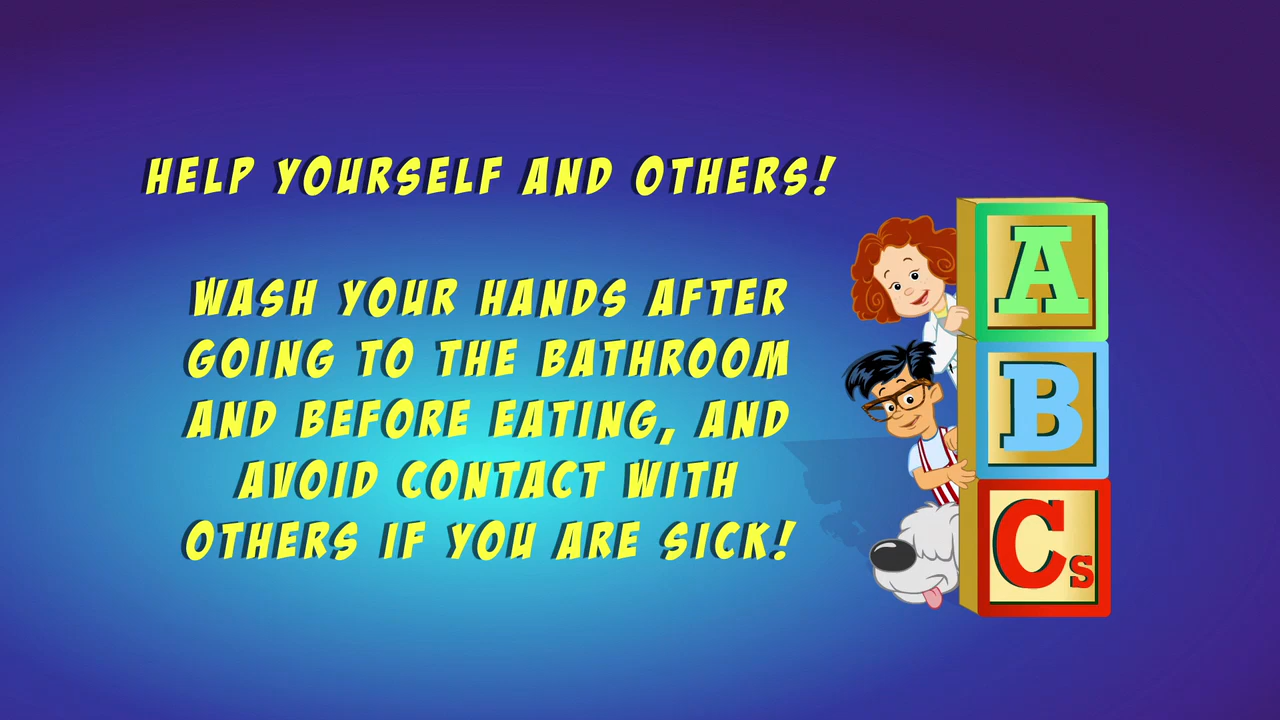 HELP YOURSELF AND OTHERS!
WASH YOUR HANDS AFTER
GOING TO THE BATHROOM
AND BEFORE EATING, AND
AVOID CONTACT WITH
OTHERS IF YOU ARE SICK!
A
B
Cs